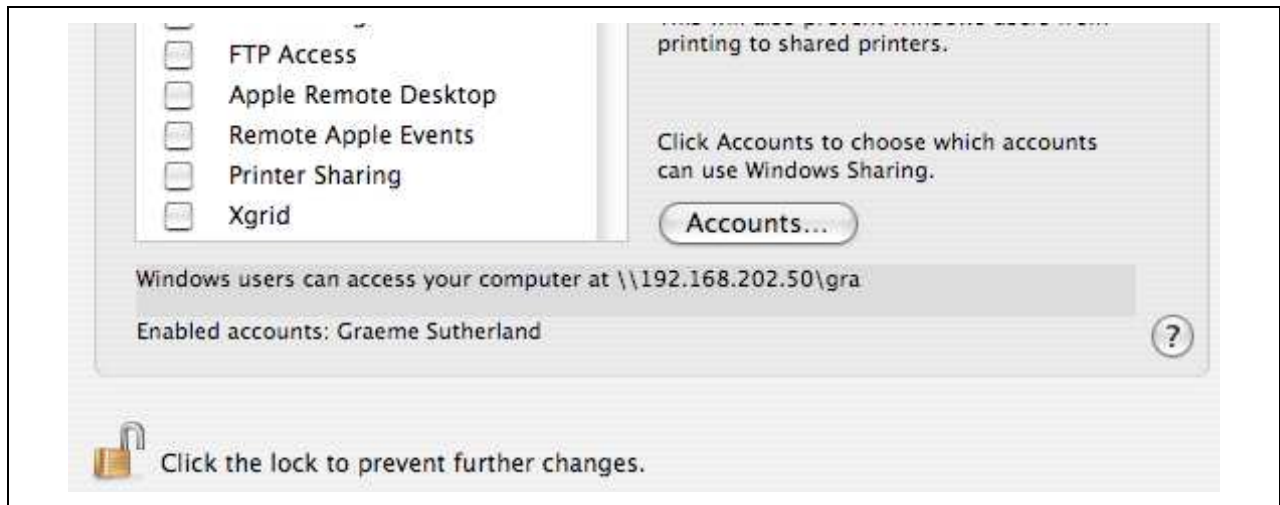 FTP Access
Apple Remote Desktop
Remote Apple Events
Printer Sharing
Xgrid
printing to shared printers.
Click Accounts to choose which accounts
can use Windows Sharing.
Accounts...
Windows users can access your computer at \\192.168.202.50\gra
Enabled accounts: Graeme Sutherland
?
Click the lock to prevent further changes.